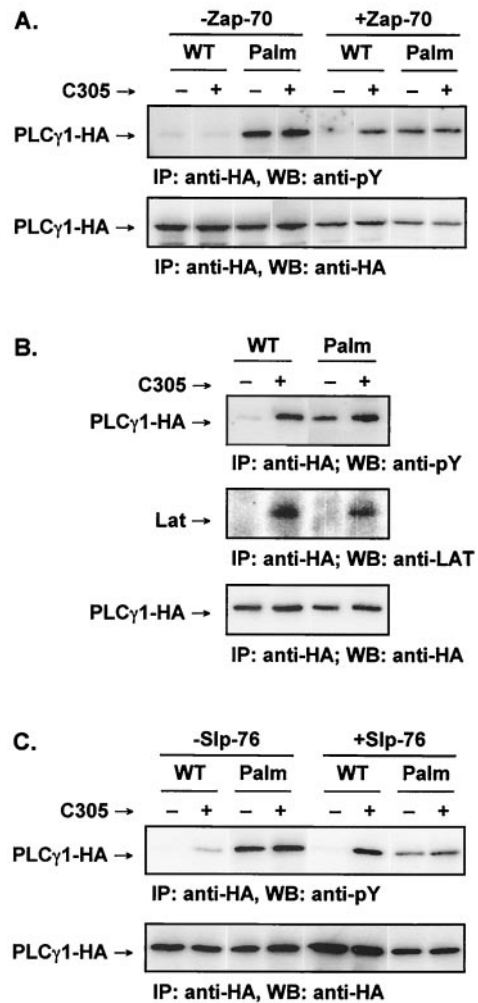 A.
-Zap-70 +Zap-70
WT Palm WT Palm
C305 → − + − + − + − +
PLCγ1-HA →
IP: anti-HA, WB: anti-pY
PLCγ1-HA →
IP: anti-HA, WB: anti-HA
B.
WT Palm
C305 → − + − +
PLCγ1-HA →
IP: anti-HA; WB: anti-pY
Lat →
IP: anti-HA; WB: anti-LAT
PLCγ1-HA →
IP: anti-HA; WB: anti-HA
C.
-Slp-76 +Slp-76
WT Palm WT Palm
C305 → − + − + − + − +
PLCγ1-HA →
IP: anti-HA, WB: anti-pY
PLCγ1-HA →
IP: anti-HA, WB: anti-HA